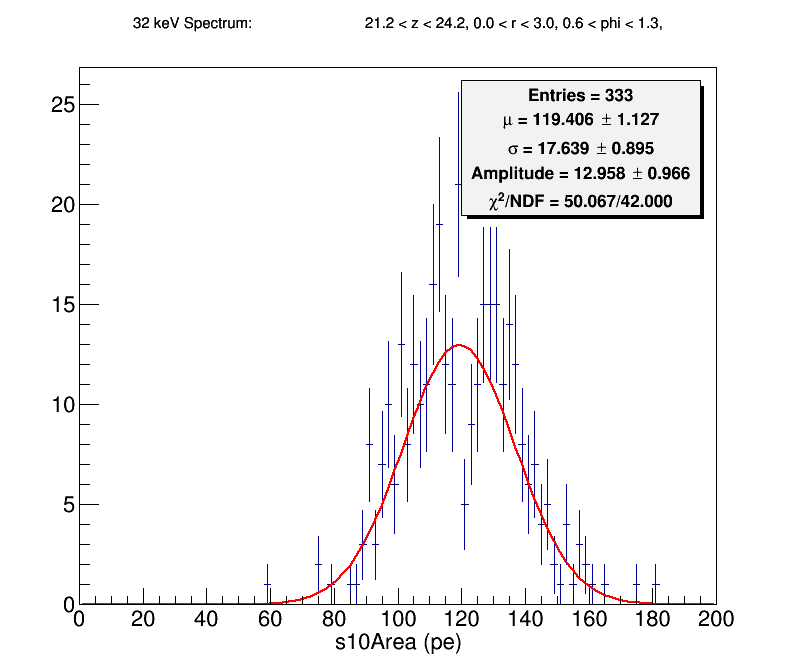 32 keV Spectrum: 21.2 < z < 24.2, 0.0 < r < 3.0, 0.6 < phi < 1.3,
Entries = 333
μ = 119.406 ± 1.127
σ = 17.639 ± 0.895
Amplitude = 12.958 ± 0.966
χ²/NDF = 50.067/42.000
25
20
15
10
5
0
0 20 40 60 80 100 120 140 160 180 200
s10Area (pe)